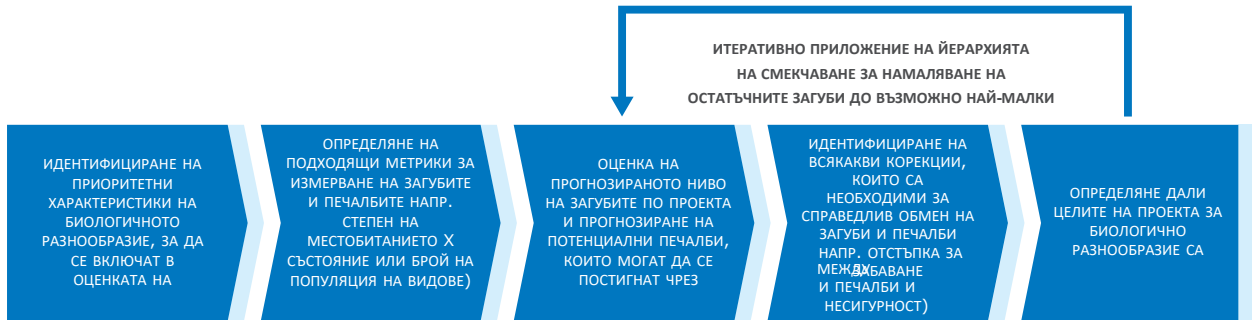 ИТЕРАТИВНО ПРИЛОЖЕНИЕ НА ЙЕРАРХИЯТА
НА СМЕКЧАВАНЕ ЗА НАМАЛЯВАНЕ НА
ОСТАТЪЧНИТЕ ЗАГУБИ ДО ВЪЗМОЖНО НАЙ-МАЛКИ
ИДЕНТИФИЦИРАНЕ НА
ПРИОРИТЕТНИ
ХАРАКТЕРИСТИКИ НА
БИОЛОГИЧНОТО
РАЗНООБРАЗИЕ, ЗА ДА
СЕ ВКЛЮЧАТ В
ОЦЕНКАТА НА
ОПРЕДЕЛЯНЕ НА
ПОДХОДЯЩИ МЕТРИКИ ЗА
ИЗМЕРВАНЕ НА ЗАГУБИТЕ
И ПЕЧАЛБИТЕ НАПР.
СТЕПЕН НА
МЕСТОБИТАНИЕТО X
СЪСТОЯНИЕ ИЛИ БРОЙ НА
ПОПУЛАЦИЯ НА ВИДОВЕ)
ОЦЕНКА НА
ПРОГНОЗИРАНОТО НИВО
НА ЗАГУБИТЕ ПО ПРОЕКТА
И ПРОГНОЗИРАНЕ НА
ПОТЕНЦИАЛНИ ПЕЧАЛБИ,
КОИТО МОГАТ ДА СЕ
ПОСТИГНАТ ЧРЕЗ
ИДЕНТИФИЦИРАНЕ НА
ВСЯКАКВИ КОРЕКЦИИ,
КОИТО СА
НЕОБХОДИМИ ЗА
СПРАВЕДЛИВ ОБМЕН НА
ЗАГУБИ И ПЕЧАЛБИ
НАПР. ОТСТЪПКА ЗА
ЗАБАВАНЕ
МЕЖДУ
И ПЕЧАЛБИ И
НЕСИГУРНОСТ)
ОПРЕДЕЛЯНЕ ДАЛИ
ЦЕЛИТЕ НА ПРОЕКТА ЗА
БИОЛОГИЧНО
РАЗНООБРАЗИЕ СА